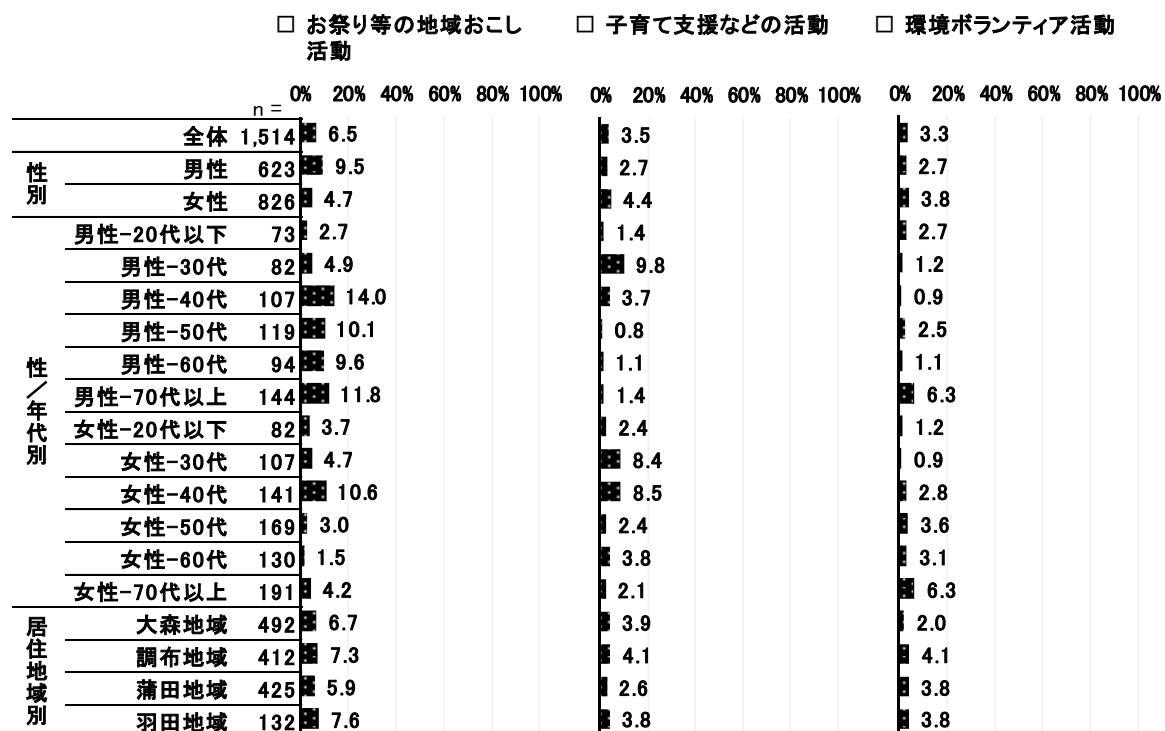 □ お祭り等の地域おこし活動 □ 子育て支援などの活動 □ 環境ボランティア活動
n = 0% 20% 40% 60% 80% 100% 0% 20% 40% 60% 80% 100% 0% 20% 40% 60% 80% 100%
全体 1,514 6.5 3.5 3.3
性別
男性 623 9.5 2.7 2.7
女性 826 4.7 4.4 3.8
性/年代別
男性-20代以下 73 2.7 1.4 2.7
男性-30代 82 4.9 9.8 1.2
男性-40代 107 14.0 3.7 0.9
男性-50代 119 10.1 0.8 2.5
男性-60代 94 9.6 1.1 1.1
男性-70代以上 144 11.8 1.4 6.3
女性-20代以下 82 3.7 2.4 1.2
女性-30代 107 4.7 8.4 0.9
女性-40代 141 10.6 8.5 2.8
女性-50代 169 3.0 2.4 3.6
女性-60代 130 1.5 3.8 3.1
女性-70代以上 191 4.2 2.1 6.3
居住地域別
大森地域 492 6.7 3.9 2.0
調布地域 412 7.3 4.1 4.1
蒲田地域 425 5.9 2.6 3.8
羽田地域 132 7.6 3.8 3.8